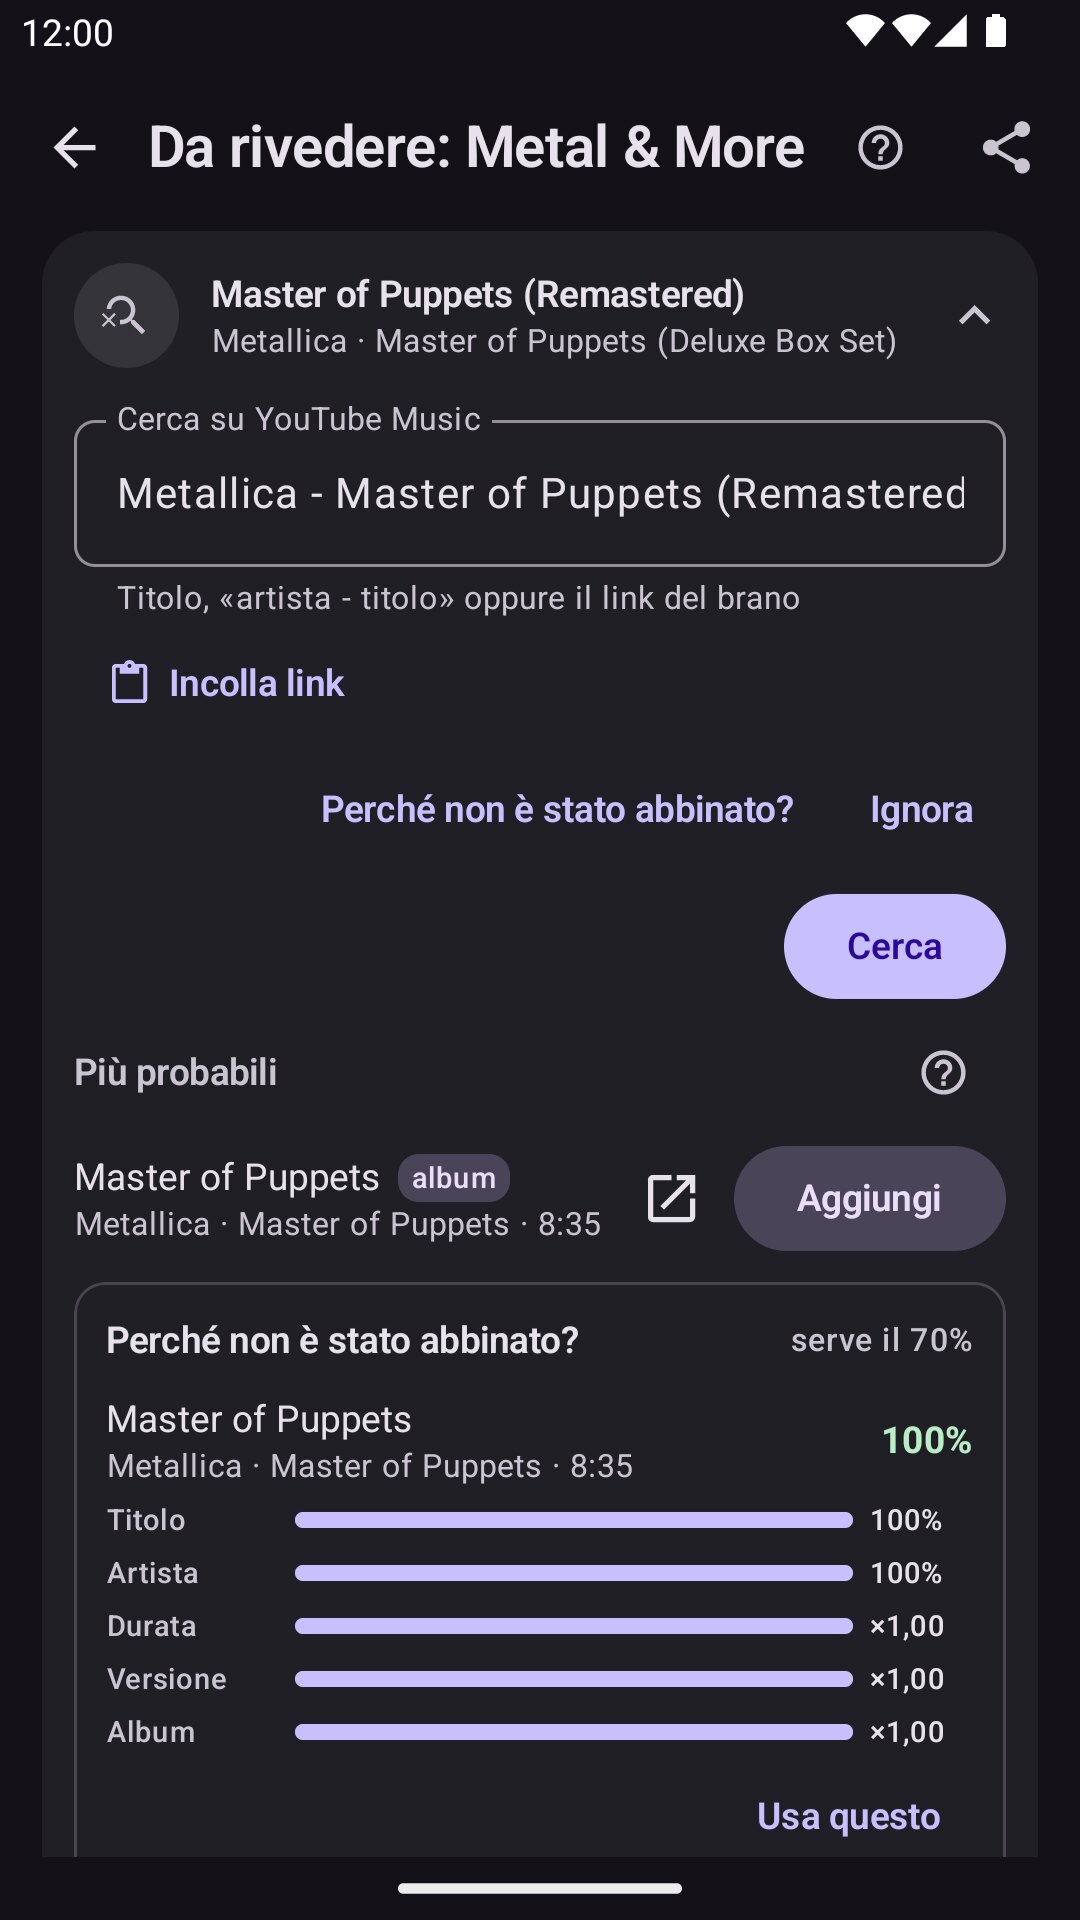 12:00
Da rivedere: Metal & More
Master of Puppets (Remastered)
Metallica · Master of Puppets (Deluxe Box Set)
Cerca su YouTube Music
Metallica - Master of Puppets (Remastered
Titolo, «artista - titolo» oppure il link del brano
Incolla link
Perché non è stato abbinato? Ignora
Cerca
Più probabili
Master of Puppets album
Metallica · Master of Puppets · 8:35
Aggiungi
Perché non è stato abbinato? serve il 70%
Master of Puppets
Metallica · Master of Puppets · 8:35
100%
Titolo 100%
Artista 100%
Durata ×1,00
Versione ×1,00
Album ×1,00
Usa questo